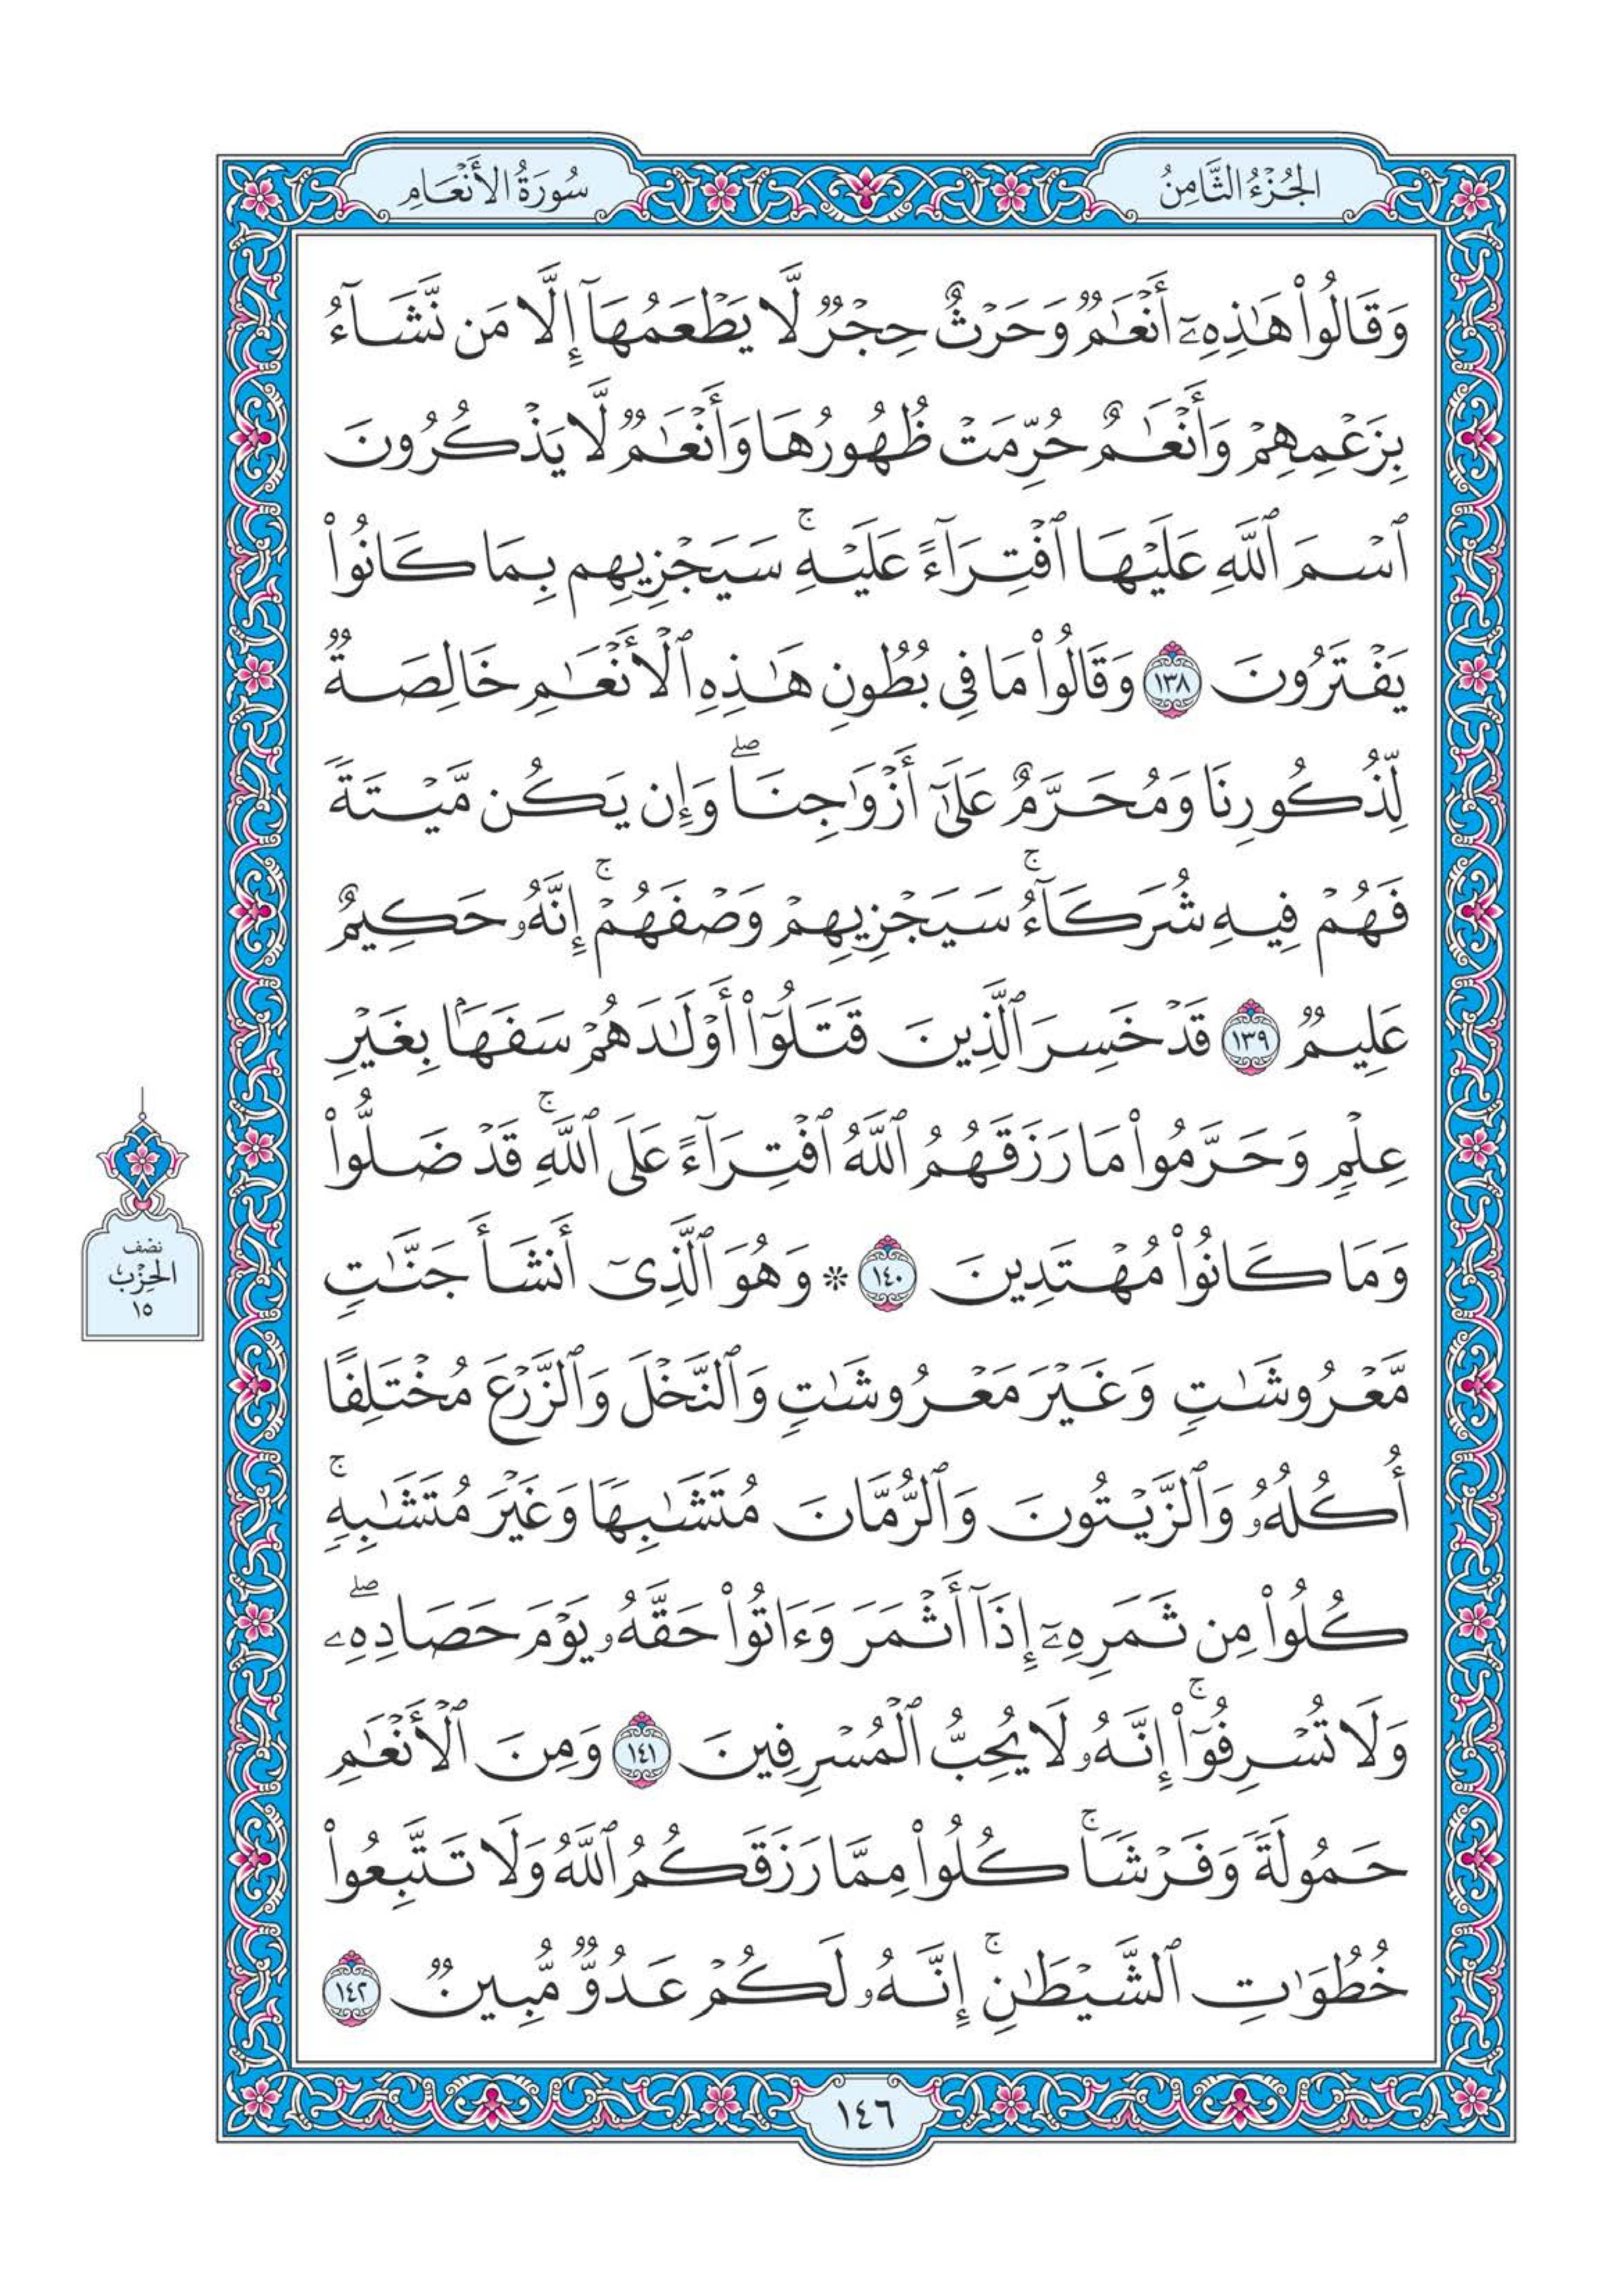 الجُزْءُ الثَّامِنُ
سُورَةُ الأَنْعَامِ
وَقَالُوا۟ هَٰذِهِۦٓ أَنْعَٰمٌ وَحَرْثٌ حِجْرٌ لَّا يَطْعَمُهَآ إِلَّا مَن نَّشَآءُ
بِزَعْمِهِمْ وَأَنْعَٰمٌ حُرِّمَتْ ظُهُورُهَا وَأَنْعَٰمٌ لَّا يَذْكُرُونَ
ٱسْمَ ٱللَّهِ عَلَيْهَا ٱفْتِرَآءً عَلَيْهِ ۚ سَيَجْزِيهِم بِمَا كَانُوا۟
يَفْتَرُونَ ١٣٨ وَقَالُوا۟ مَا فِى بُطُونِ هَٰذِهِ ٱلْأَنْعَٰمِ خَالِصَةٌ
لِّذُكُورِنَا وَمُحَرَّمٌ عَلَىٰٓ أَزْوَٰجِنَا ۖ وَإِن يَكُن مَّيْتَةً
فَهُمْ فِيهِ شُرَكَآءُ ۚ سَيَجْزِيهِمْ وَصْفَهُمْ ۚ إِنَّهُۥ حَكِيمٌ
عَلِيمٌ ١٣٩ قَدْ خَسِرَ ٱلَّذِينَ قَتَلُوٓا۟ أَوْلَٰدَهُمْ سَفَهًۢا بِغَيْرِ
عِلْمٍ وَحَرَّمُوا۟ مَا رَزَقَهُمُ ٱللَّهُ ٱفْتِرَآءً عَلَى ٱللَّهِ ۚ قَدْ ضَلُّوا۟
وَمَا كَانُوا۟ مُهْتَدِينَ ١٤٠ ۞ وَهُوَ ٱلَّذِىٓ أَنشَأَ جَنَّٰتٍ
نصف
الحِزْب
١٥
مَّعْرُوشَٰتٍ وَغَيْرَ مَعْرُوشَٰتٍ وَٱلنَّخْلَ وَٱلزَّرْعَ مُخْتَلِفًا
أُكُلُهُۥ وَٱلزَّيْتُونَ وَٱلرُّمَّانَ مُتَشَٰبِهًا وَغَيْرَ مُتَشَٰبِهٍ ۚ
كُلُوا۟ مِن ثَمَرِهِۦٓ إِذَآ أَثْمَرَ وَءَاتُوا۟ حَقَّهُۥ يَوْمَ حَصَادِهِۦ ۖ
وَلَا تُسْرِفُوٓا۟ ۚ إِنَّهُۥ لَا يُحِبُّ ٱلْمُسْرِفِينَ ١٤١ وَمِنَ ٱلْأَنْعَٰمِ
حَمُولَةً وَفَرْشًا ۚ كُلُوا۟ مِمَّا رَزَقَكُمُ ٱللَّهُ وَلَا تَتَّبِعُوا۟
خُطُوَٰتِ ٱلشَّيْطَٰنِ ۚ إِنَّهُۥ لَكُمْ عَدُوٌّ مُّبِينٌ ١٤٢
١٤٦